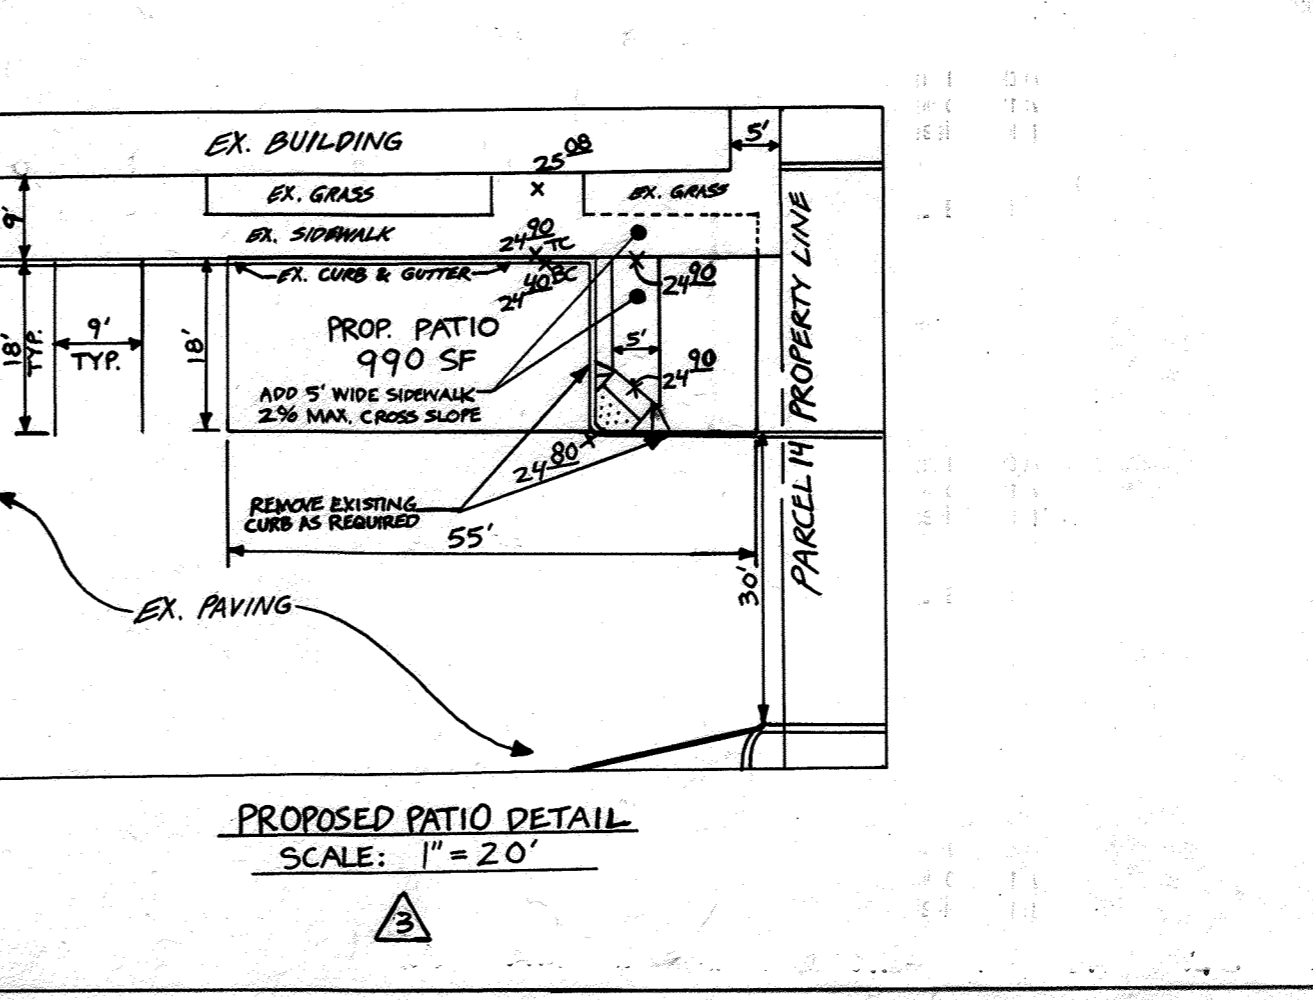 EX. BUILDING
5'
25 08
EX. GRASS
EX. GRASS
9'
EX. SIDEWALK
24 90 TC
EX. CURB & GUTTER
24 40 BC
24 90
PROP. PATIO
990 SF
18'
TYP.
9'
TYP.
18'
5'
24 90
ADD 5' WIDE SIDEWALK
2% MAX. CROSS SLOPE
24 80
REMOVE EXISTING
CURB AS REQUIRED
55'
30'
PARCEL 14 PROPERTY LINE
EX. PAVING
PROPOSED PATIO DETAIL
SCALE: 1" = 20'
3